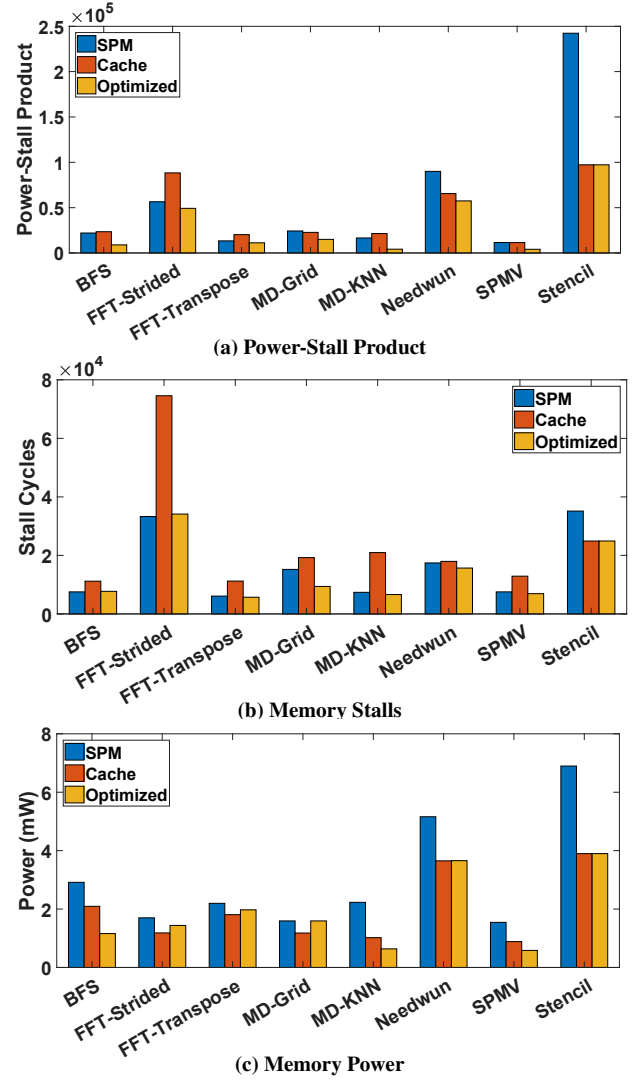 ×10⁵
2.5
2
1.5
1
0.5
0
Power-Stall Product
SPM
Cache
Optimized
BFS
FFT-Strided
FFT-Transpose
MD-Grid
MD-KNN
Needwun
SPMV
Stencil
(a) Power-Stall Product
×10⁴
8
6
4
2
0
Stall Cycles
SPM
Cache
Optimized
BFS
FFT-Strided
FFT-Transpose
MD-Grid
MD-KNN
Needwun
SPMV
Stencil
(b) Memory Stalls
8
6
4
2
0
Power (mW)
SPM
Cache
Optimized
BFS
FFT-Strided
FFT-Transpose
MD-Grid
MD-KNN
Needwun
SPMV
Stencil
(c) Memory Power